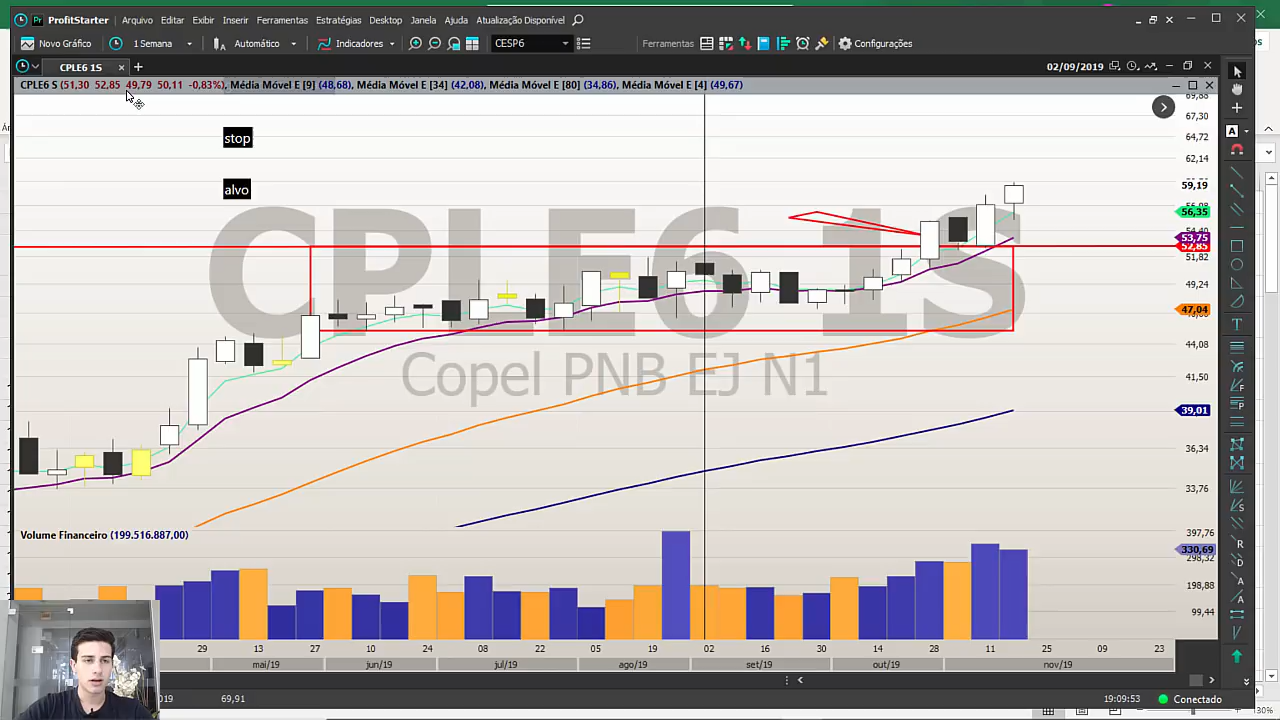 ProfitStarter Arquivo Editar Exibir Inserir Ferramentas Estratégias Desktop Janela Ajuda Atualização Disponível
Novo Gráfico 1 Semana Automático Indicadores CESP6 Ferramentas Configurações
CPLE6 1S 02/09/2019
CPLE6 S (51,30 52,85 49,79 50,11 -0,83%), Média Móvel E [9] (48,68), Média Móvel E [34] (42,08), Média Móvel E [80] (34,86), Média Móvel E [4] (49,67)
67,30
stop
64,72
62,14
alvo
59,19
56,35
53,75
52,85
51,82
49,24
47,04
44,08
41,50
39,01
36,34
33,76
CPLE6 1S
Copel PNB EJ N1
Volume Financeiro (199.516.887,00)
397,76
330,69
198,88
99,44
29 13 27 10 24 08 22 05 19 02 16 30 14 28 11 25 09 23
mai/19 jun/19 jul/19 ago/19 set/19 out/19 nov/19
69,91 19:09:53 Conectado
30%